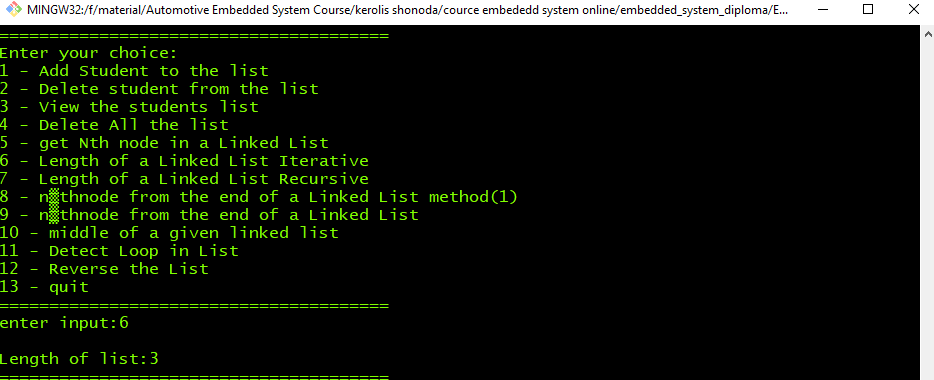 MINGW32:/f/material/Automotive Embedded System Course/kerolis shonoda/cource embededd system online/embedded_system_diploma/E...
=======================================
Enter your choice:
1 - Add Student to the list
2 - Delete student from the list
3 - View the students list
4 - Delete All the list
5 - get Nth node in a Linked List
6 - Length of a Linked List Iterative
7 - Length of a Linked List Recursive
8 - n▒thnode from the end of a Linked List method(1)
9 - n▒thnode from the end of a Linked List
10 - middle of a given linked list
11 - Detect Loop in List
12 - Reverse the List
13 - quit
=======================================
enter input:6
Length of list:3
=======================================